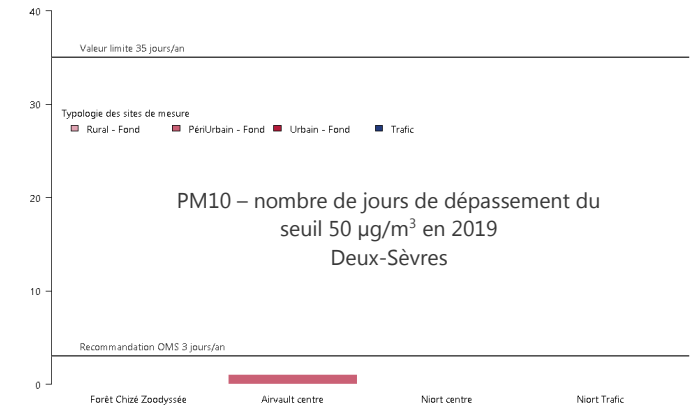 40
Valeur limite 35 jours/an
30
Typologie des sites de mesure
Rural - Fond PériUrbain - Fond Urbain - Fond Trafic
20
PM10 – nombre de jours de dépassement du
seuil 50 µg/m³ en 2019
Deux-Sèvres
10
Recommandation OMS 3 jours/an
0
Forêt Chizé Zoodyssée Airvault centre Niort centre Niort Trafic